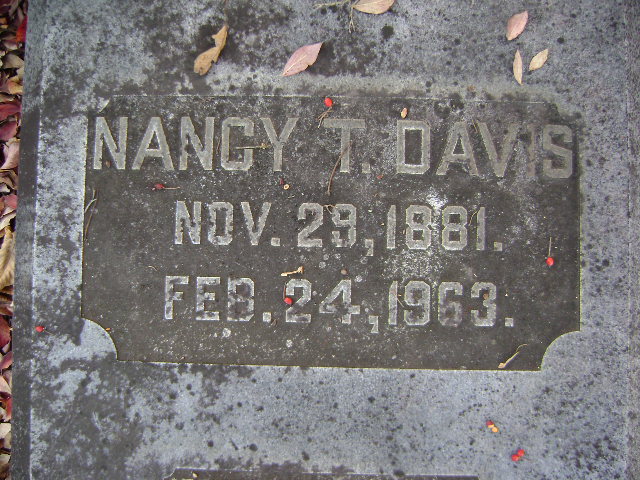 NANCY T. DAVIS
NOV. 29, 1881.
FEB. 24, 1963.